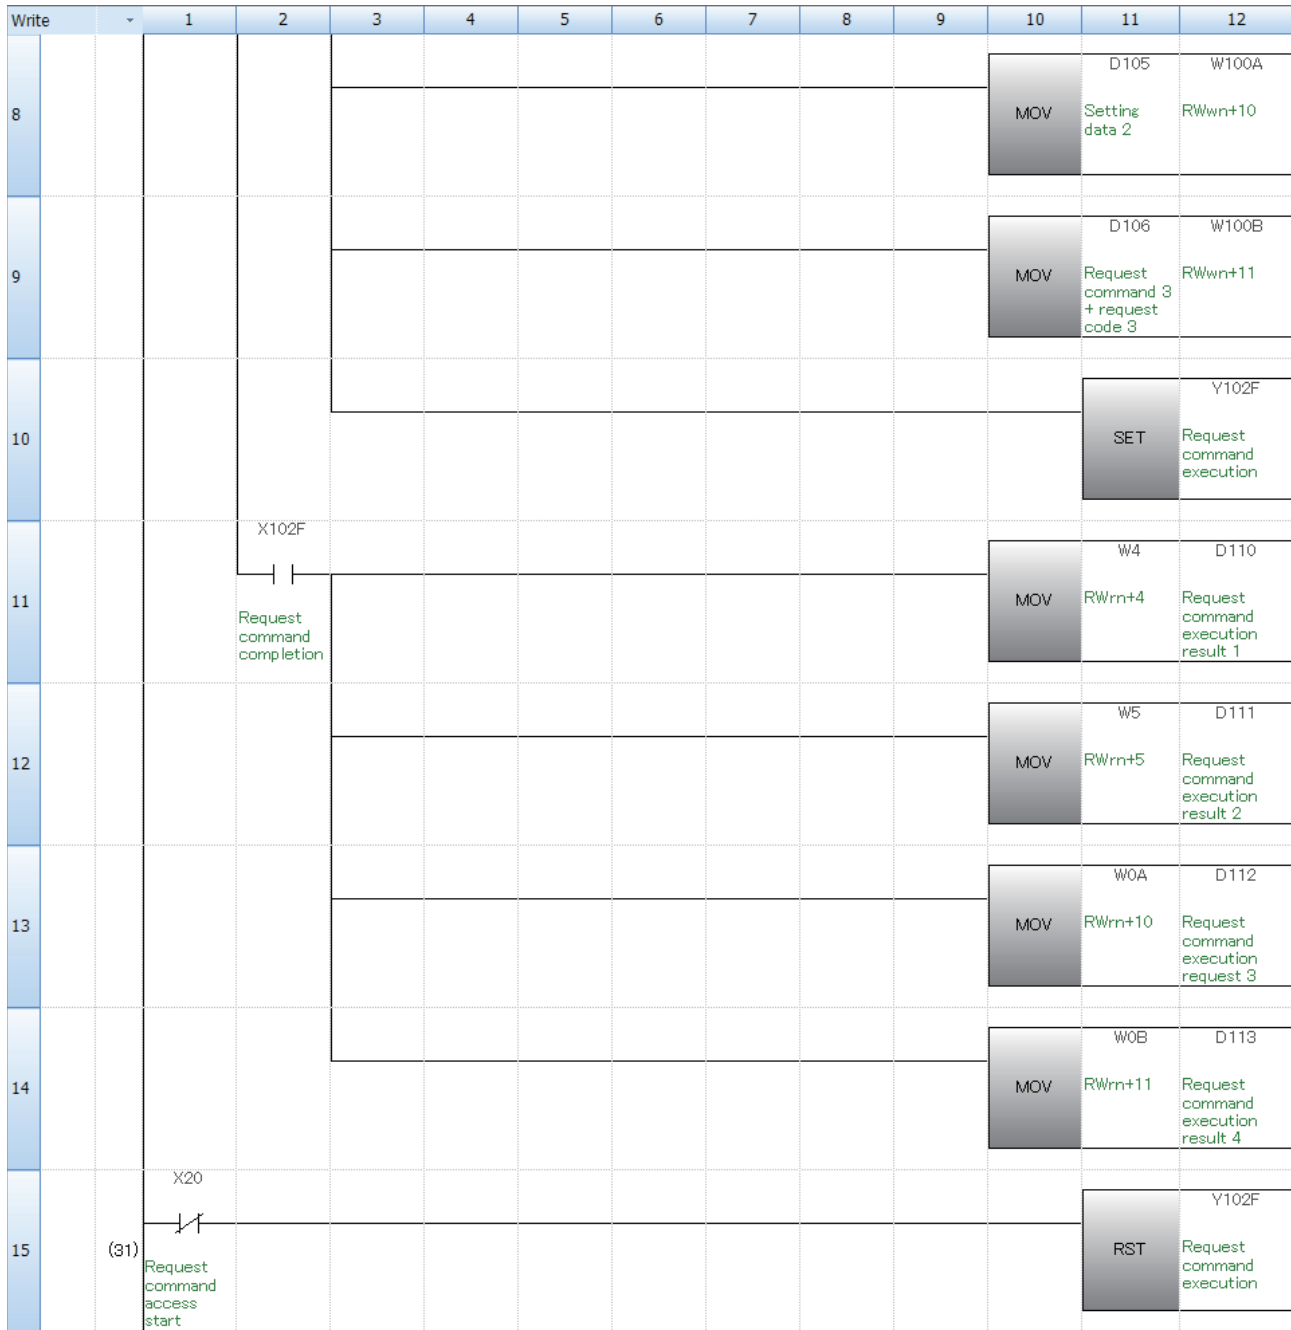 Write 1 2 3 4 5 6 7 8 9 10 11 12
8
MOV
D105 W100A
Setting
data 2
RWwn+10
9
MOV
D106 W100B
Request
command 3
+ request
code 3
RWwn+11
10
SET
Y102F
Request
command
execution
11
X102F
Request
command
completion
MOV
W4 D110
RWrn+4
Request
command
execution
result 1
12
MOV
W5 D111
RWrn+5
Request
command
execution
result 2
13
MOV
W0A D112
RWrn+10
Request
command
execution
request 3
14
MOV
W0B D113
RWrn+11
Request
command
execution
result 4
15
(31)
X20
Request
command
access
start
RST
Y102F
Request
command
execution